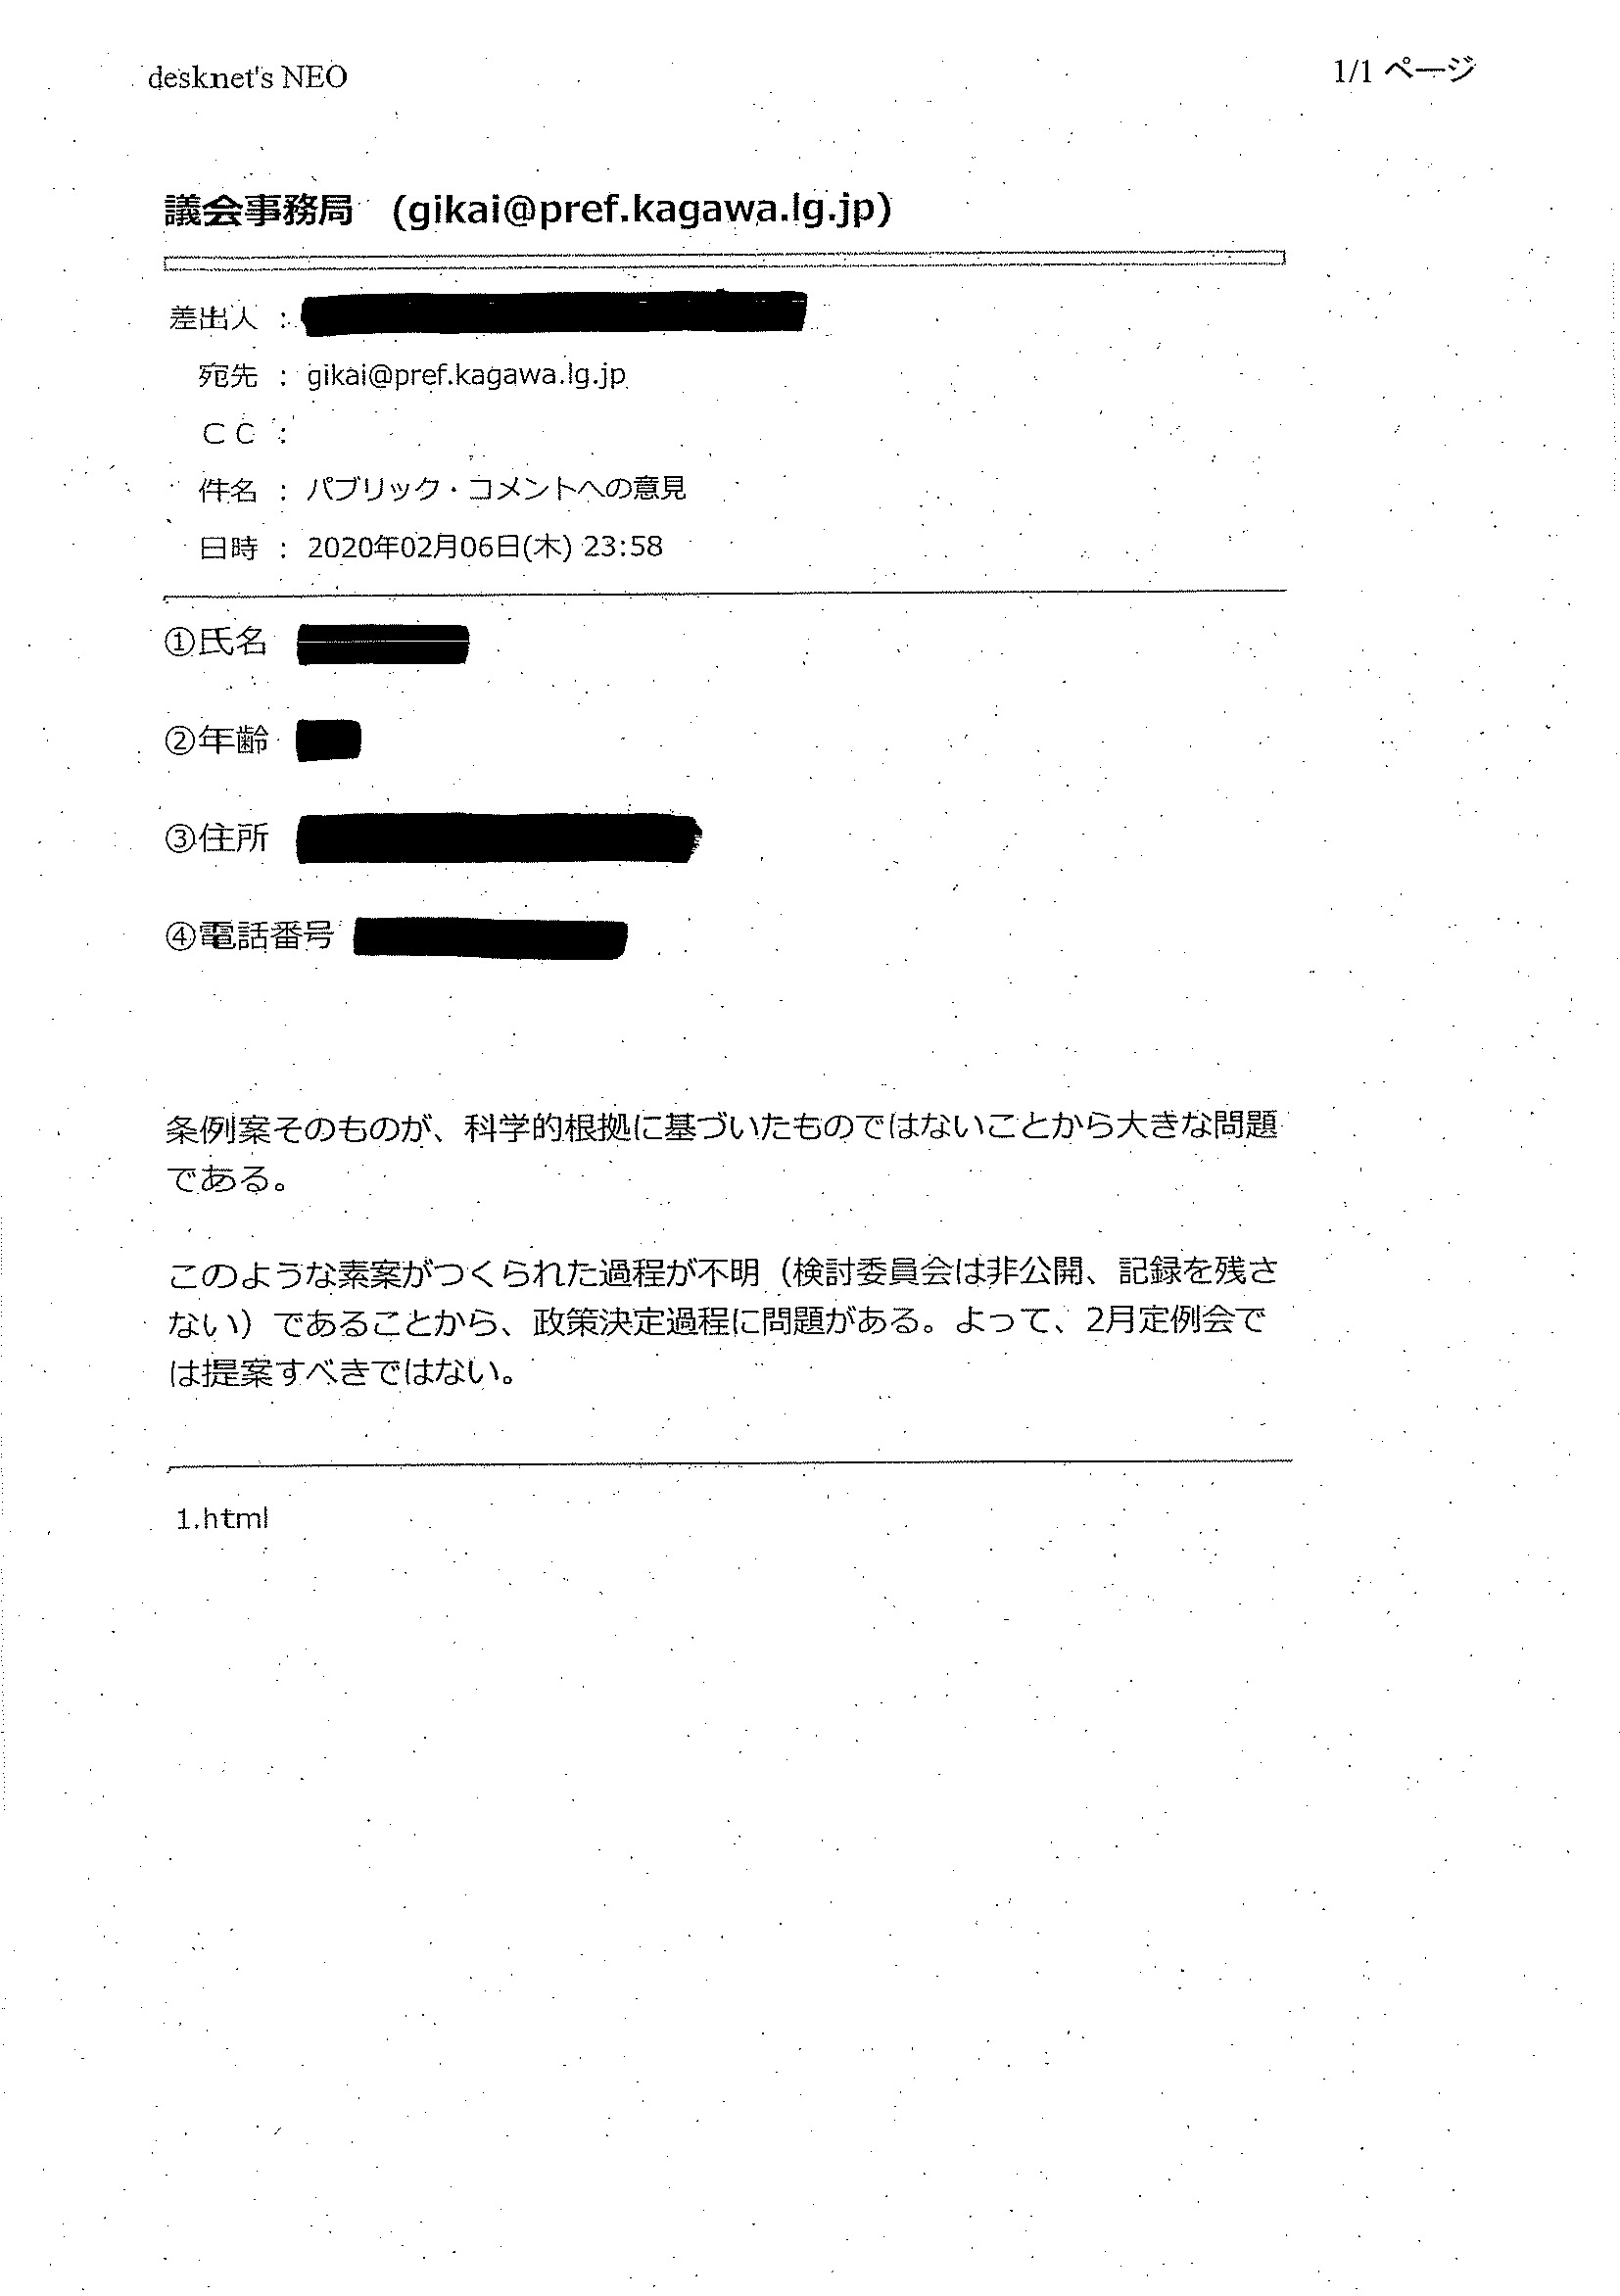 desknet's NEO
1/1 ページ
議会事務局 (gikai@pref.kagawa.lg.jp)
差出人 :
宛先 : gikai@pref.kagawa.lg.jp
ＣＣ :
件名 : パブリック・コメントへの意見
日時 : 2020年02月06日(木) 23:58
①氏名
②年齢
③住所
④電話番号
条例案そのものが、科学的根拠に基づいたものではないことから大きな問題
である。
このような素案がつくられた過程が不明（検討委員会は非公開、記録を残さ
ない）であることから、政策決定過程に問題がある。よって、2月定例会で
は提案すべきではない。
1.html